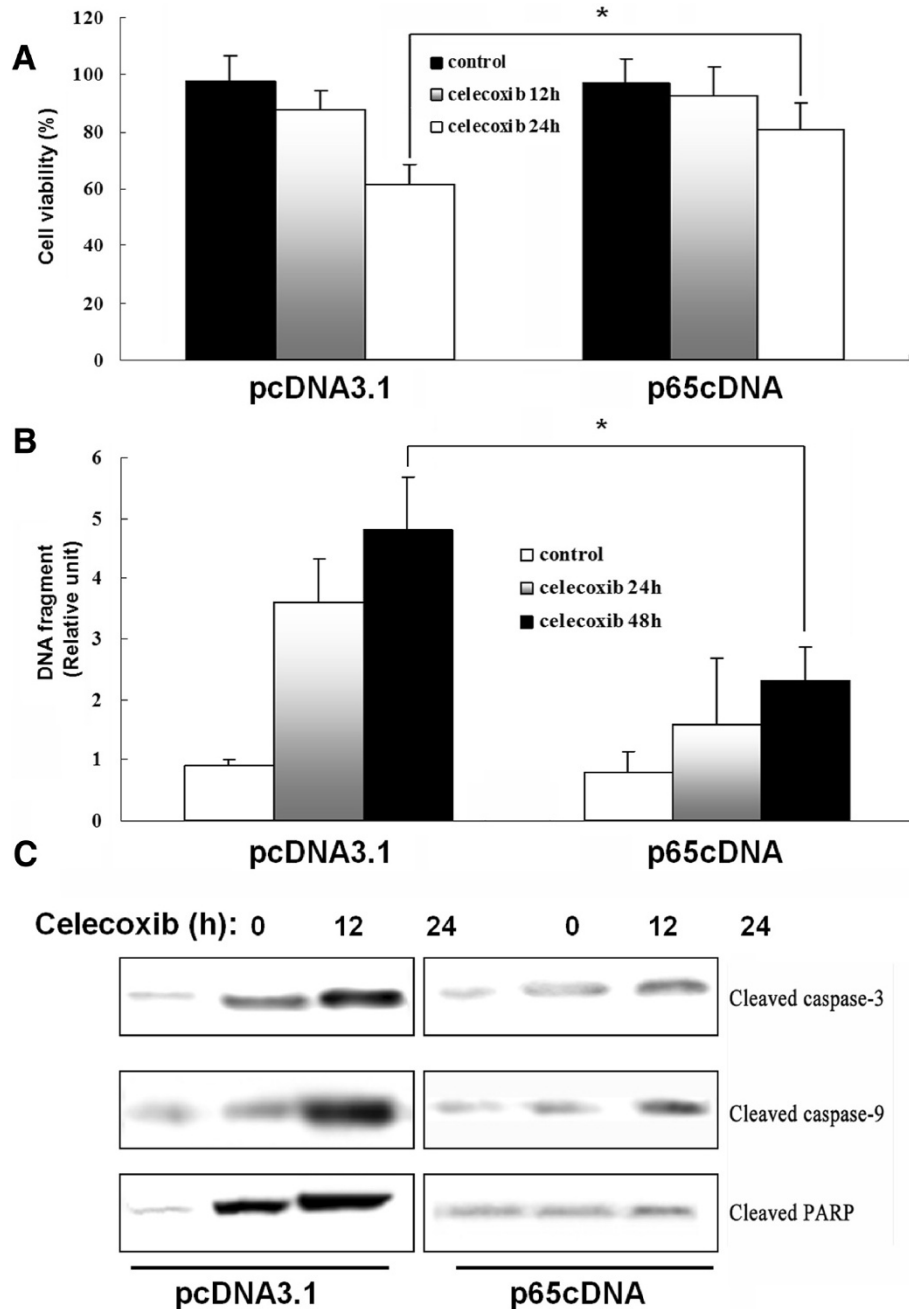 A
Cell viability (%)
120
100
80
60
40
20
0
*
control
celecoxib 12h
celecoxib 24h
pcDNA3.1 p65cDNA
B
DNA fragment
(Relative unit)
6
5
4
3
2
1
0
*
control
celecoxib 24h
celecoxib 48h
pcDNA3.1 p65cDNA
C
Celecoxib (h): 0 12 24 0 12 24
Cleaved caspase-3
Cleaved caspase-9
Cleaved PARP
pcDNA3.1 p65cDNA